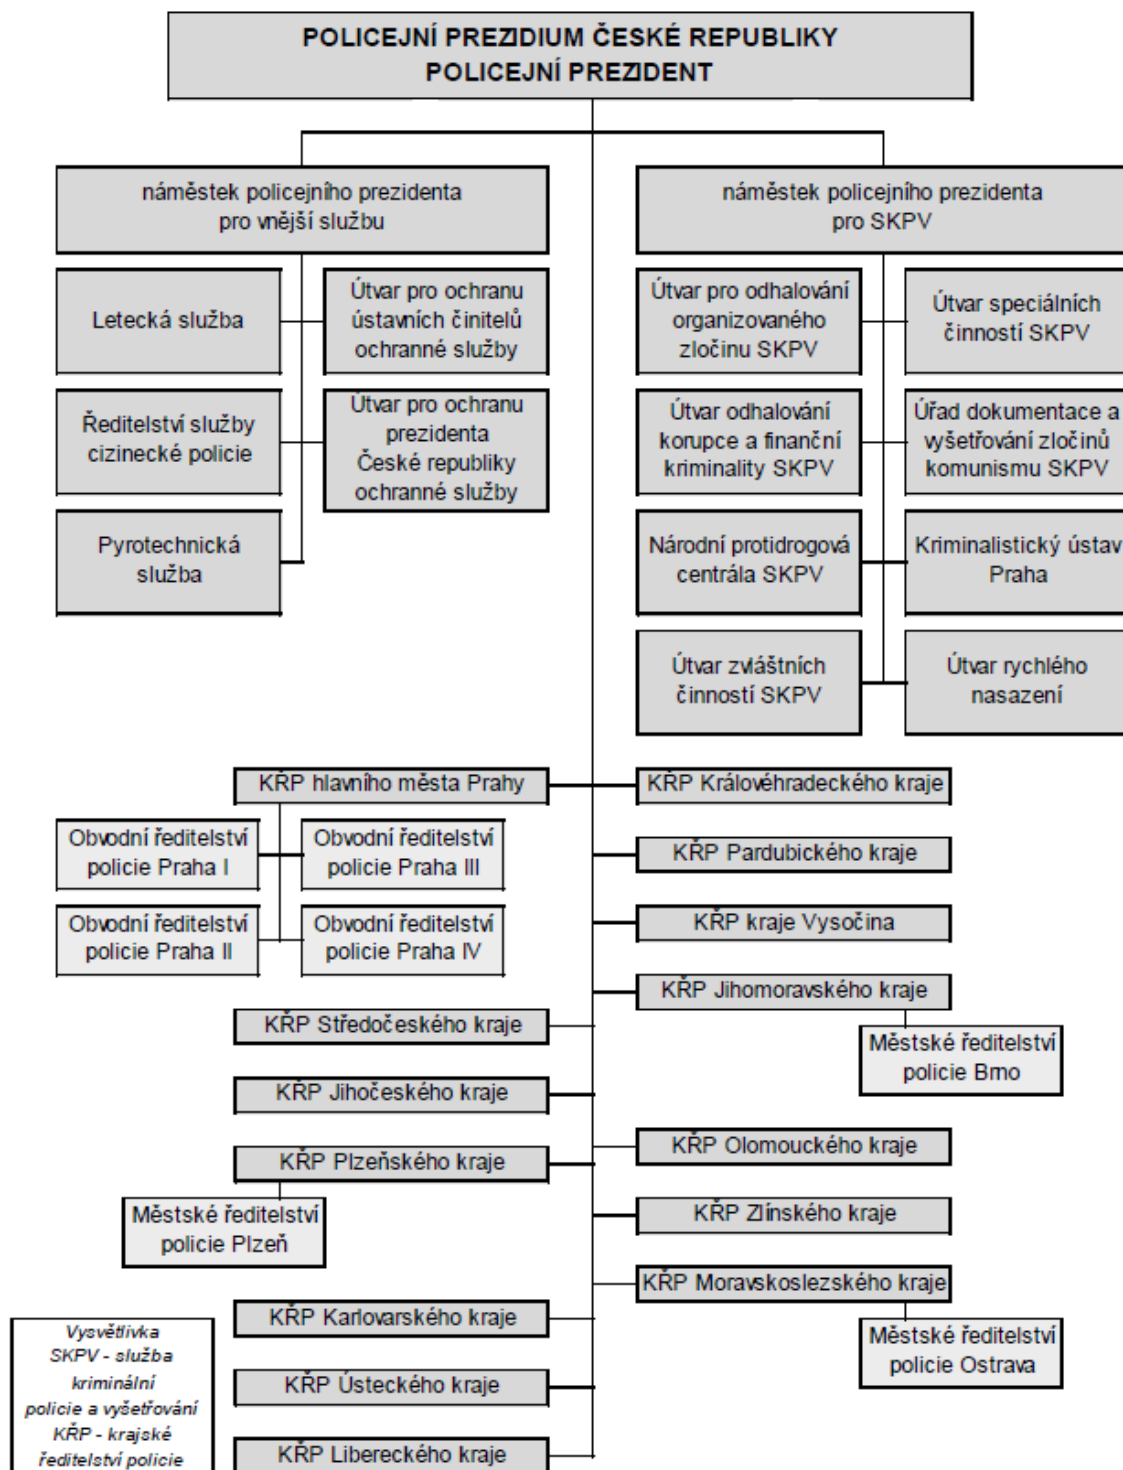 POLICEJNÍ PREZIDIUM ČESKÉ REPUBLIKY
POLICEJNÍ PREZIDENT
náměstek policejního prezidenta
pro vnější službu
náměstek policejního prezidenta
pro SKPV
Letecká služba
Útvar pro ochranu
ústavních činitelů
ochranné služby
Útvar pro odhalování
organizovaného
zločinu SKPV
Útvar speciálních
činností SKPV
Ředitelství služby
cizinecké policie
Útvar pro ochranu
prezidenta
České republiky
ochranné služby
Útvar odhalování
korupce a finanční
kriminality SKPV
Úřad dokumentace a
vyšetřování zločinů
komunismu SKPV
Pyrotechnická
služba
Národní protidrogová
centrála SKPV
Kriminalistický ústav
Praha
Útvar zvláštních
činností SKPV
Útvar rychlého
nasazení
KŘP hlavního města Prahy
KŘP Královéhradeckého kraje
Obvodní ředitelství
policie Praha I
Obvodní ředitelství
policie Praha III
KŘP Pardubického kraje
Obvodní ředitelství
policie Praha II
Obvodní ředitelství
policie Praha IV
KŘP kraje Vysočina
KŘP Jihomoravského kraje
KŘP Středočeského kraje
Městské ředitelství
policie Brno
KŘP Jihočeského kraje
KŘP Olomouckého kraje
KŘP Plzeňského kraje
Městské ředitelství
policie Plzeň
KŘP Zlínského kraje
KŘP Moravskoslezského kraje
KŘP Karlovarského kraje
Městské ředitelství
policie Ostrava
KŘP Ústeckého kraje
KŘP Libereckého kraje
Vysvětlivka
SKPV - služba
kriminální
policie a vyšetřování
KŘP - krajské
ředitelství policie